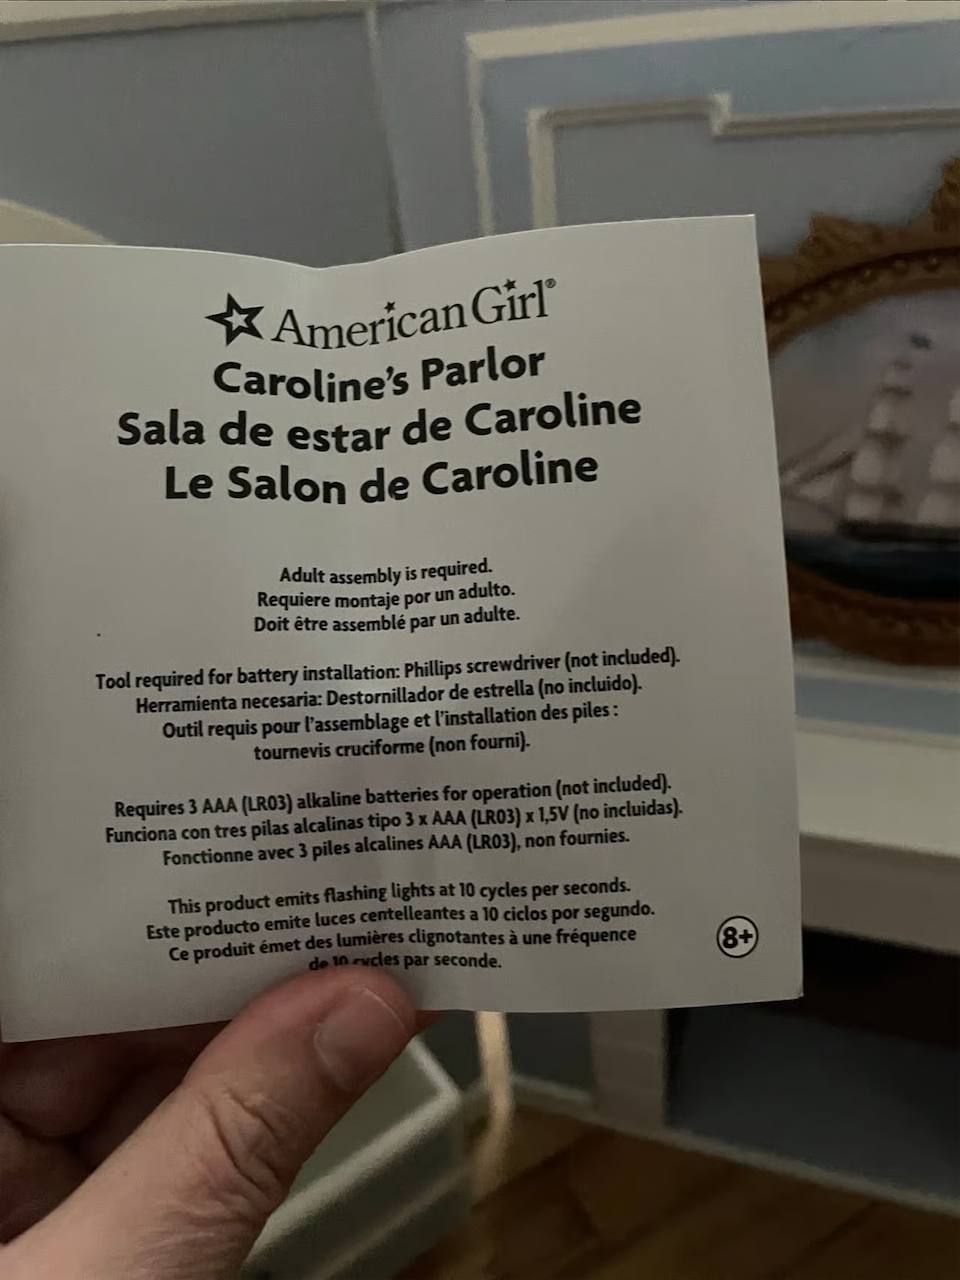 American Girl®
Caroline's Parlor
Sala de estar de Caroline
Le Salon de Caroline
Adult assembly is required.
Requiere montaje por un adulto.
Doit être assemblé par un adulte.
Tool required for battery installation: Phillips screwdriver (not included).
Herramienta necesaria: Destornillador de estrella (no incluido).
Outil requis pour l'assemblage et l'installation des piles :
tournevis cruciforme (non fourni).
Requires 3 AAA (LR03) alkaline batteries for operation (not included).
Funciona con tres pilas alcalinas tipo 3 x AAA (LR03) x 1,5V (no incluidas).
Fonctionne avec 3 piles alcalines AAA (LR03), non fournies.
This product emits flashing lights at 10 cycles per seconds.
Este producto emite luces centelleantes a 10 ciclos por segundo.
Ce produit émet des lumières clignotantes à une fréquence
de 10 cycles par seconde.
8+